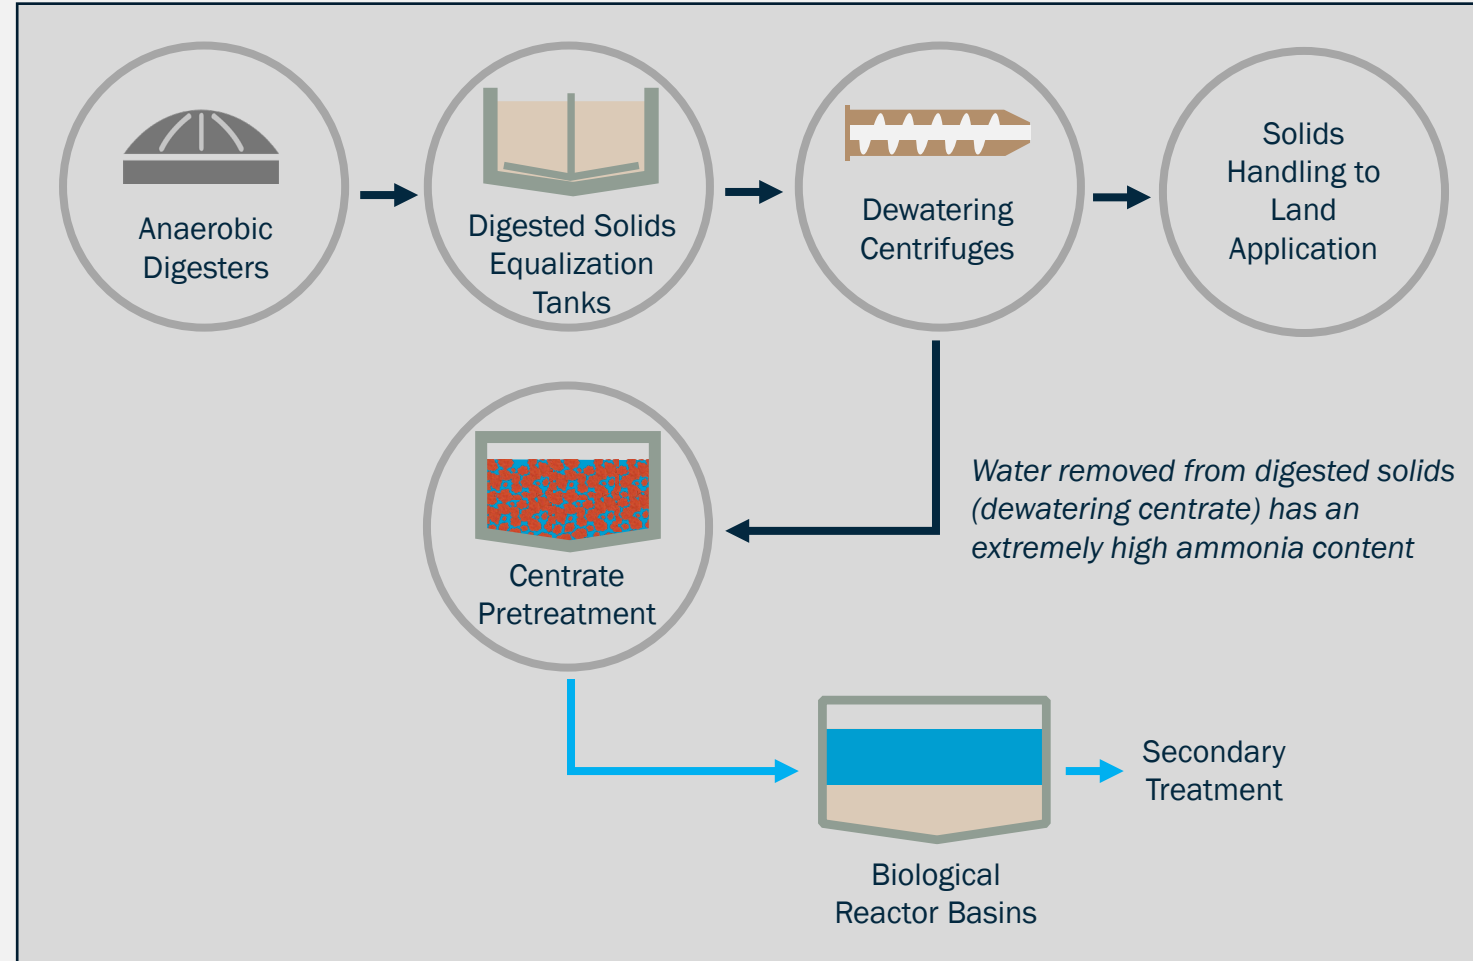 Anaerobic
Digesters
Digested Solids
Equalization
Tanks
Dewatering
Centrifuges
Solids
Handling to
Land
Application
Centrate
Pretreatment
Water removed from digested solids
(dewatering centrate) has an
extremely high ammonia content
Biological
Reactor Basins
Secondary
Treatment